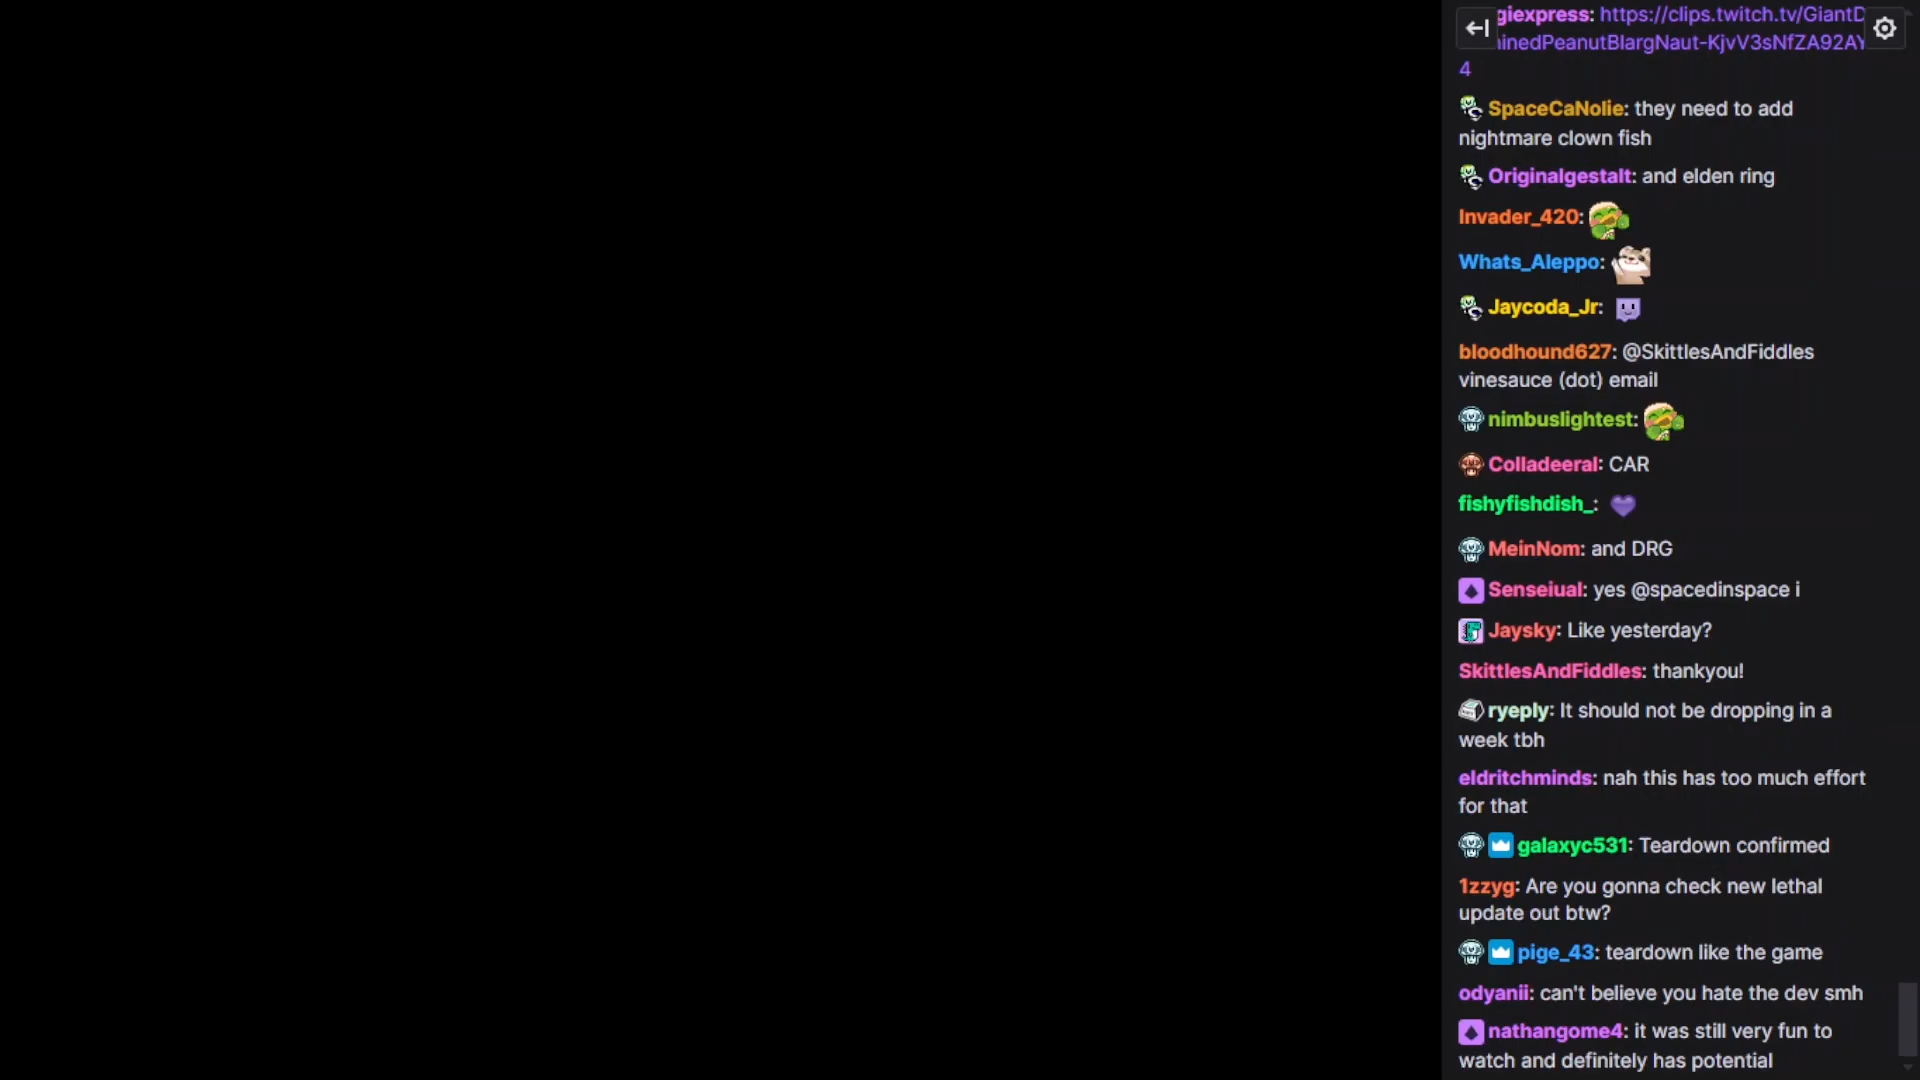 giexpress: https://clips.twitch.tv/GiantD
inedPeanutBlargNaut-KjvV3sNfZA92AY
4
SpaceCaNolie: they need to add
nightmare clown fish
Originalgestalt: and elden ring
Invader_420:
Whats_Aleppo:
Jaycoda_Jr:
bloodhound627: @SkittlesAndFiddles
vinesauce (dot) email
nimbuslightest:
Colladeeral: CAR
fishyfishdish_:
MeinNom: and DRG
Senseiual: yes @spacedinspace i
Jaysky: Like yesterday?
SkittlesAndFiddles: thankyou!
ryeply: It should not be dropping in a
week tbh
eldritchminds: nah this has too much effort
for that
galaxyc531: Teardown confirmed
1zzyg: Are you gonna check new lethal
update out btw?
pige_43: teardown like the game
odyanii: can't believe you hate the dev smh
nathangome4: it was still very fun to
watch and definitely has potential